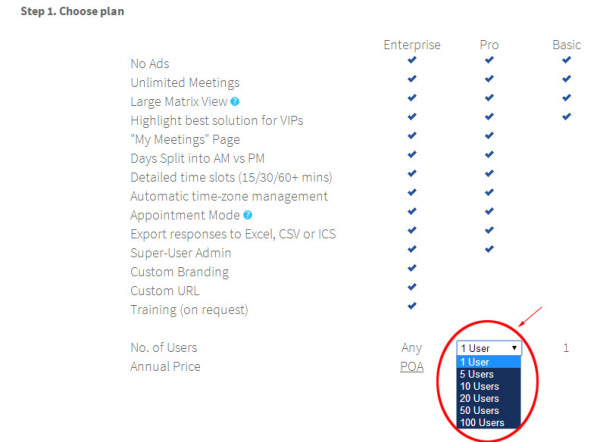 Step 1. Choose plan
Enterprise Pro Basic
No Ads
Unlimited Meetings
Large Matrix View ?
Highlight best solution for VIPs
"My Meetings" Page
Days Split into AM vs PM
Detailed time slots (15/30/60+ mins)
Automatic time-zone management
Appointment Mode ?
Export responses to Excel, CSV or ICS
Super-User Admin
Custom Branding
Custom URL
Training (on request)
No. of Users Any 1 User 1
Annual Price POA 1 User
5 Users
10 Users
20 Users
50 Users
100 Users